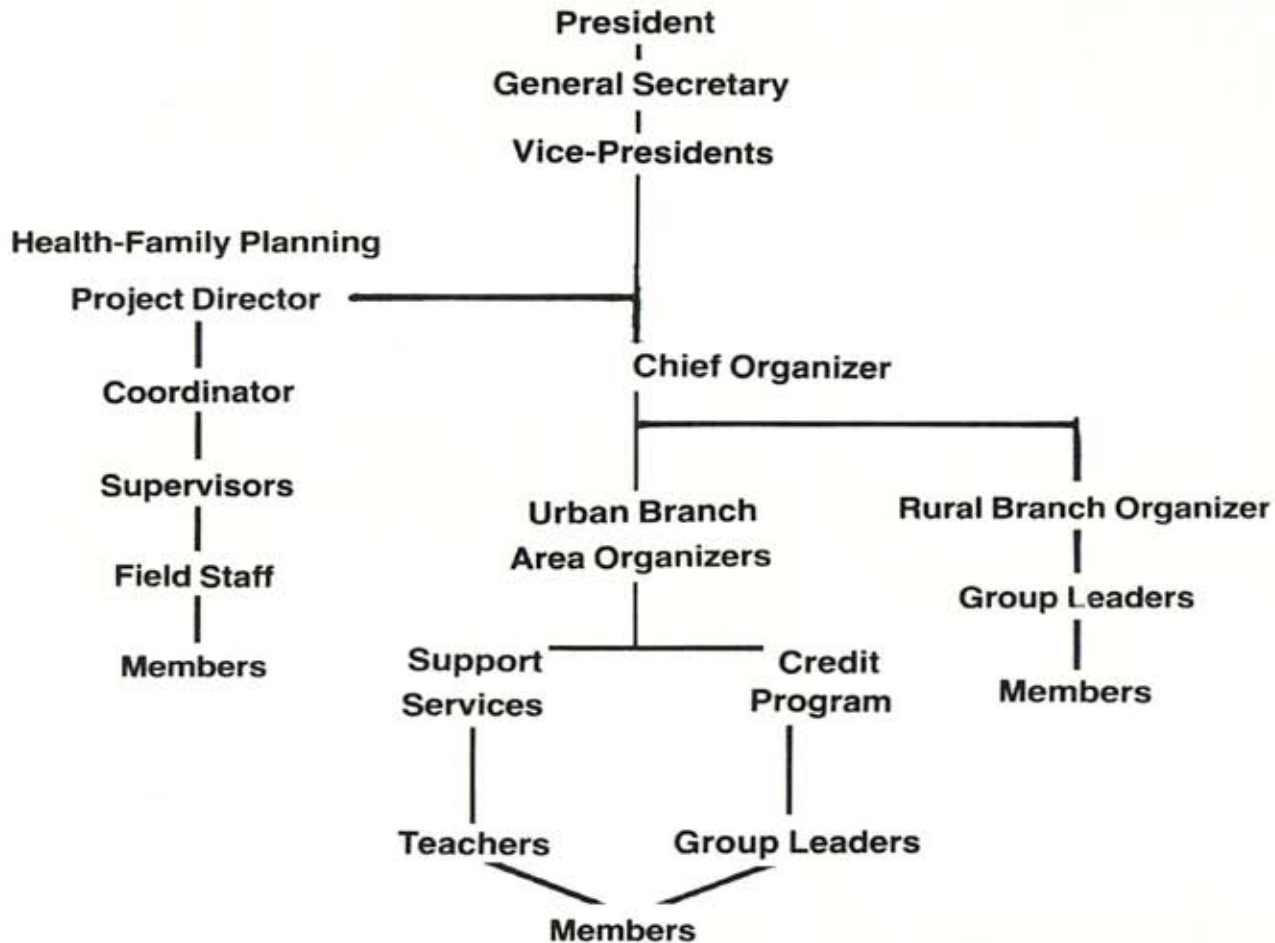 President
General Secretary
Vice-Presidents
Health-Family Planning
Project Director
Coordinator
Supervisors
Field Staff
Members
Chief Organizer
Urban Branch
Area Organizers
Support
Services
Teachers
Credit
Program
Group Leaders
Members
Rural Branch Organizer
Group Leaders
Members